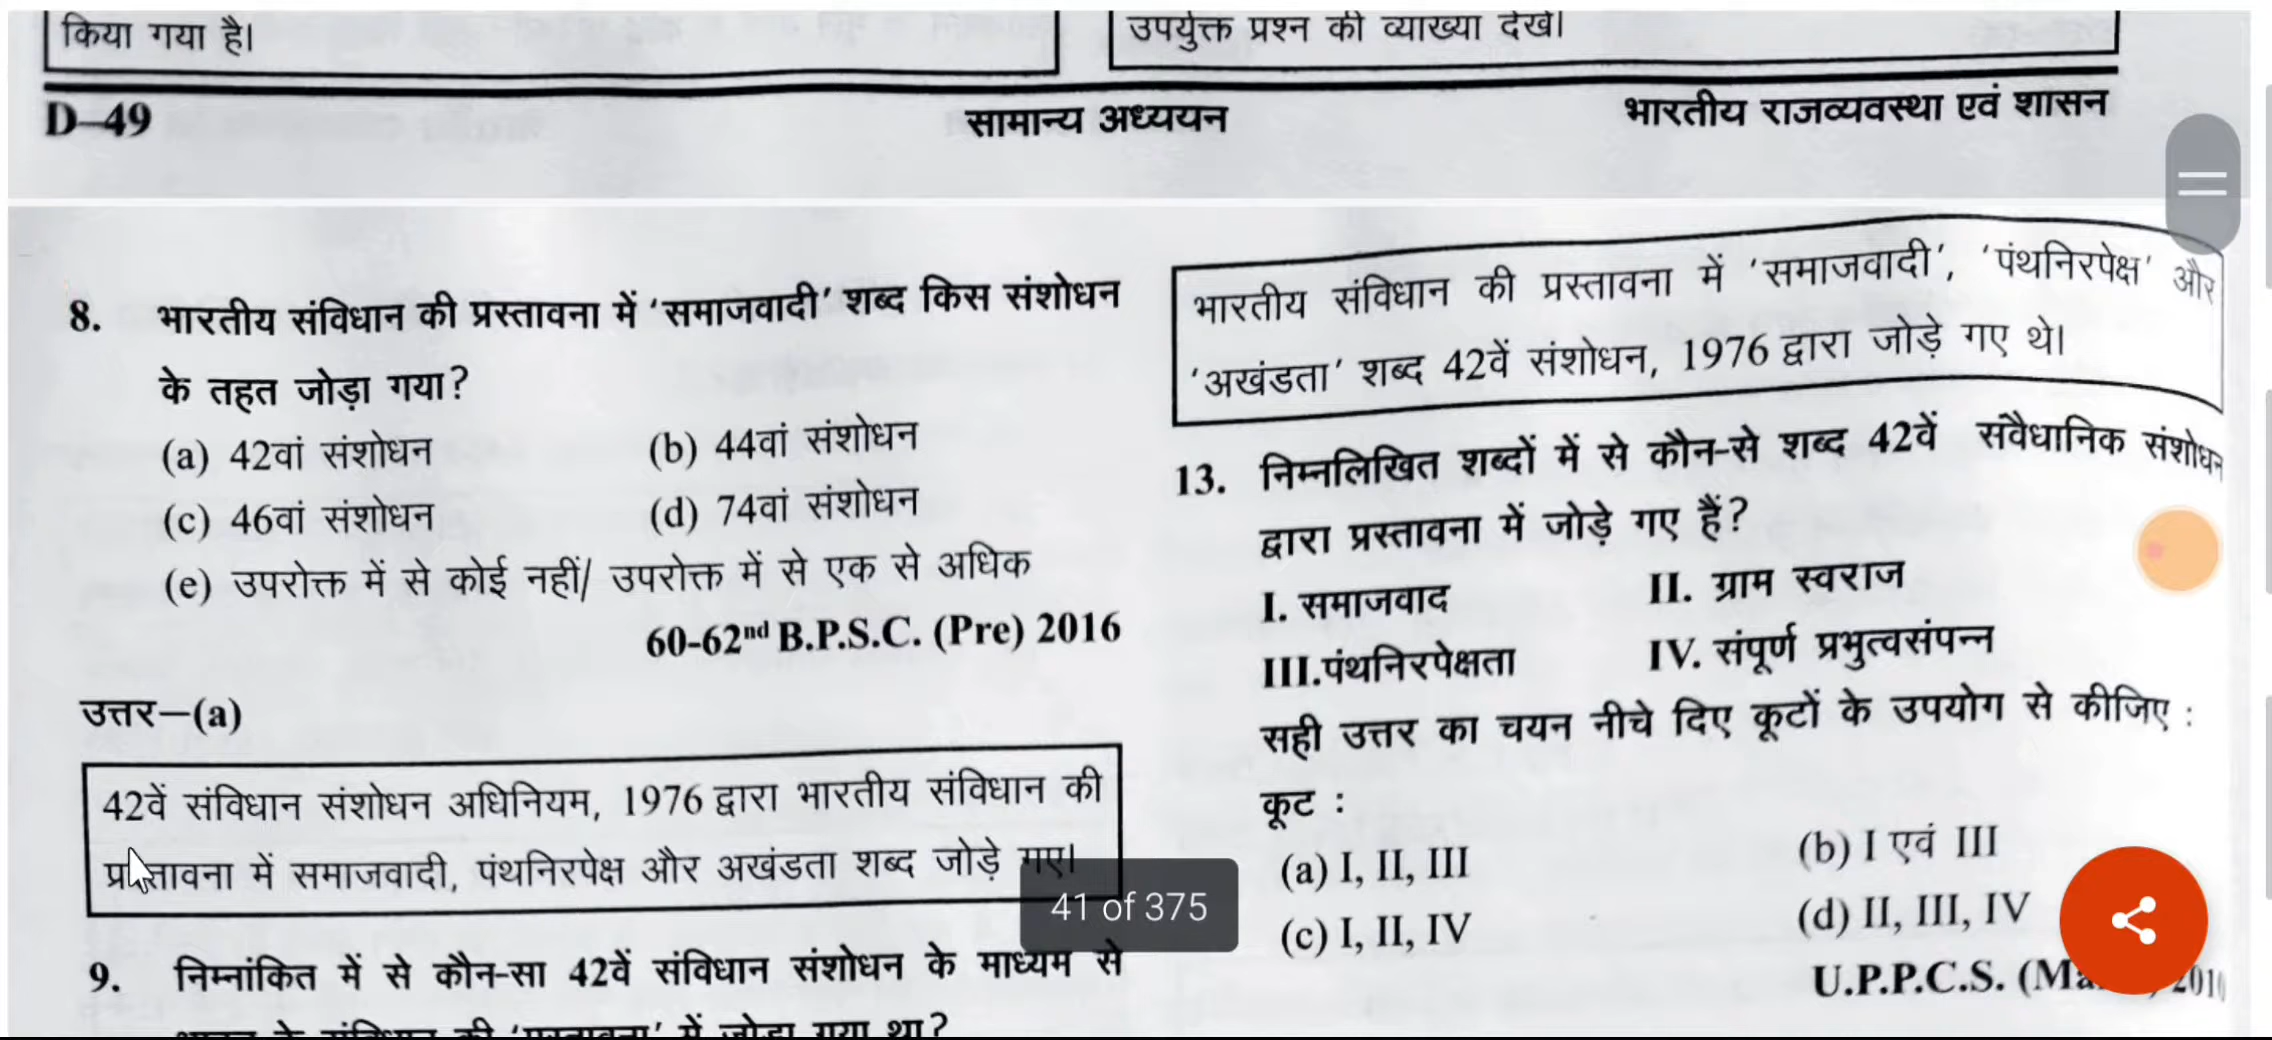 किया गया है।
उपर्युक्त प्रश्न की व्याख्या देखें।
D–49
सामान्य अध्ययन
भारतीय राजव्यवस्था एवं शासन
8. भारतीय संविधान की प्रस्तावना में ‘समाजवादी’ शब्द किस संशोधन
के तहत जोड़ा गया?
(a) 42वां संशोधन (b) 44वां संशोधन
(c) 46वां संशोधन (d) 74वां संशोधन
(e) उपरोक्त में से कोई नहीं/ उपरोक्त में से एक से अधिक
60-62nd B.P.S.C. (Pre) 2016
उत्तर—(a)
42वें संविधान संशोधन अधिनियम, 1976 द्वारा भारतीय संविधान की
प्रस्तावना में समाजवादी, पंथनिरपेक्ष और अखंडता शब्द जोड़े गए।
9. निम्नांकित में से कौन-सा 42वें संविधान संशोधन के माध्यम से
भारत के संविधान की ‘प्रस्तावना’ में जोड़ा गया था?
भारतीय संविधान की प्रस्तावना में ‘समाजवादी’, ‘पंथनिरपेक्ष’ और
‘अखंडता’ शब्द 42वें संशोधन, 1976 द्वारा जोड़े गए थे।
13. निम्नलिखित शब्दों में से कौन-से शब्द 42वें संवैधानिक संशोधन
द्वारा प्रस्तावना में जोड़े गए हैं?
I. समाजवाद II. ग्राम स्वराज
III.पंथनिरपेक्षता IV. संपूर्ण प्रभुत्वसंपन्न
सही उत्तर का चयन नीचे दिए कूटों के उपयोग से कीजिए :
कूट :
(a) I, II, III (b) I एवं III
(c) I, II, IV (d) II, III, IV
U.P.P.C.S.
41 of 375